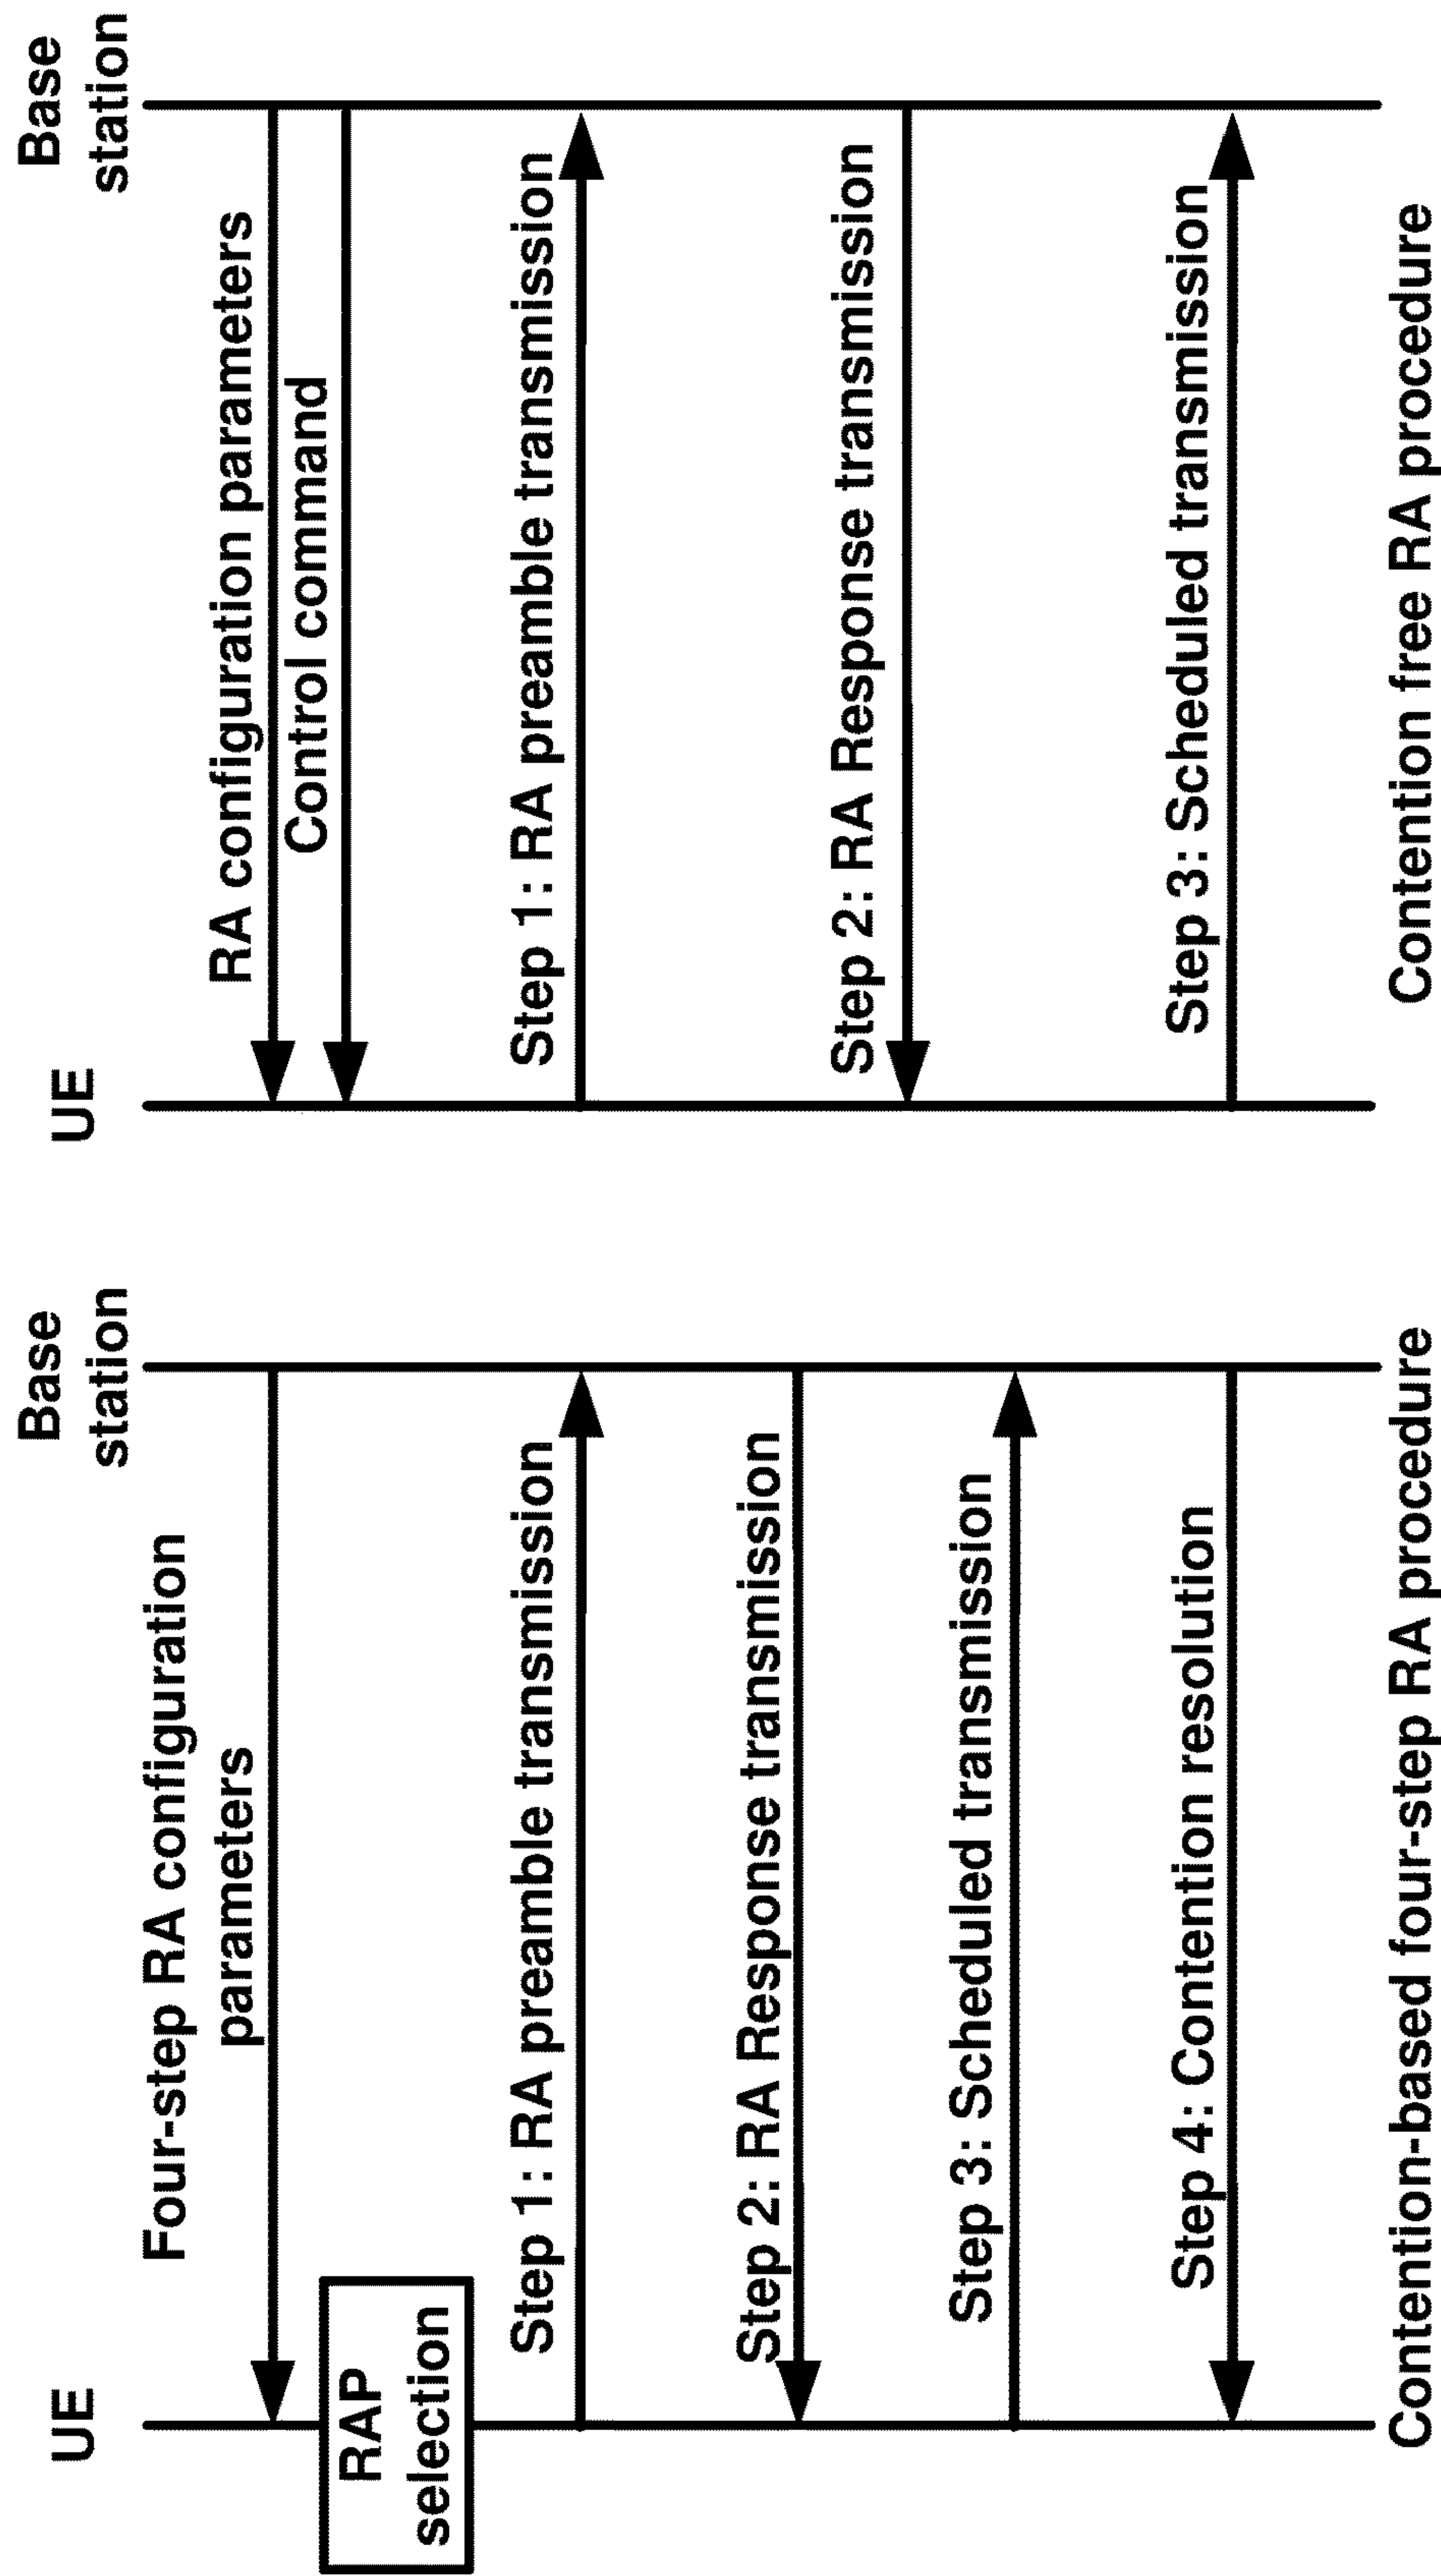 UE
Base
station
Four-step RA configuration
parameters
RAP
selection
Step 1: RA preamble transmission
Step 2: RA Response transmission
Step 3: Scheduled transmission
Step 4: Contention resolution
Contention-based four-step RA procedure
UE
Base
station
RA configuration parameters
Control command
Step 1: RA preamble transmission
Step 2: RA Response transmission
Step 3: Scheduled transmission
Contention free RA procedure